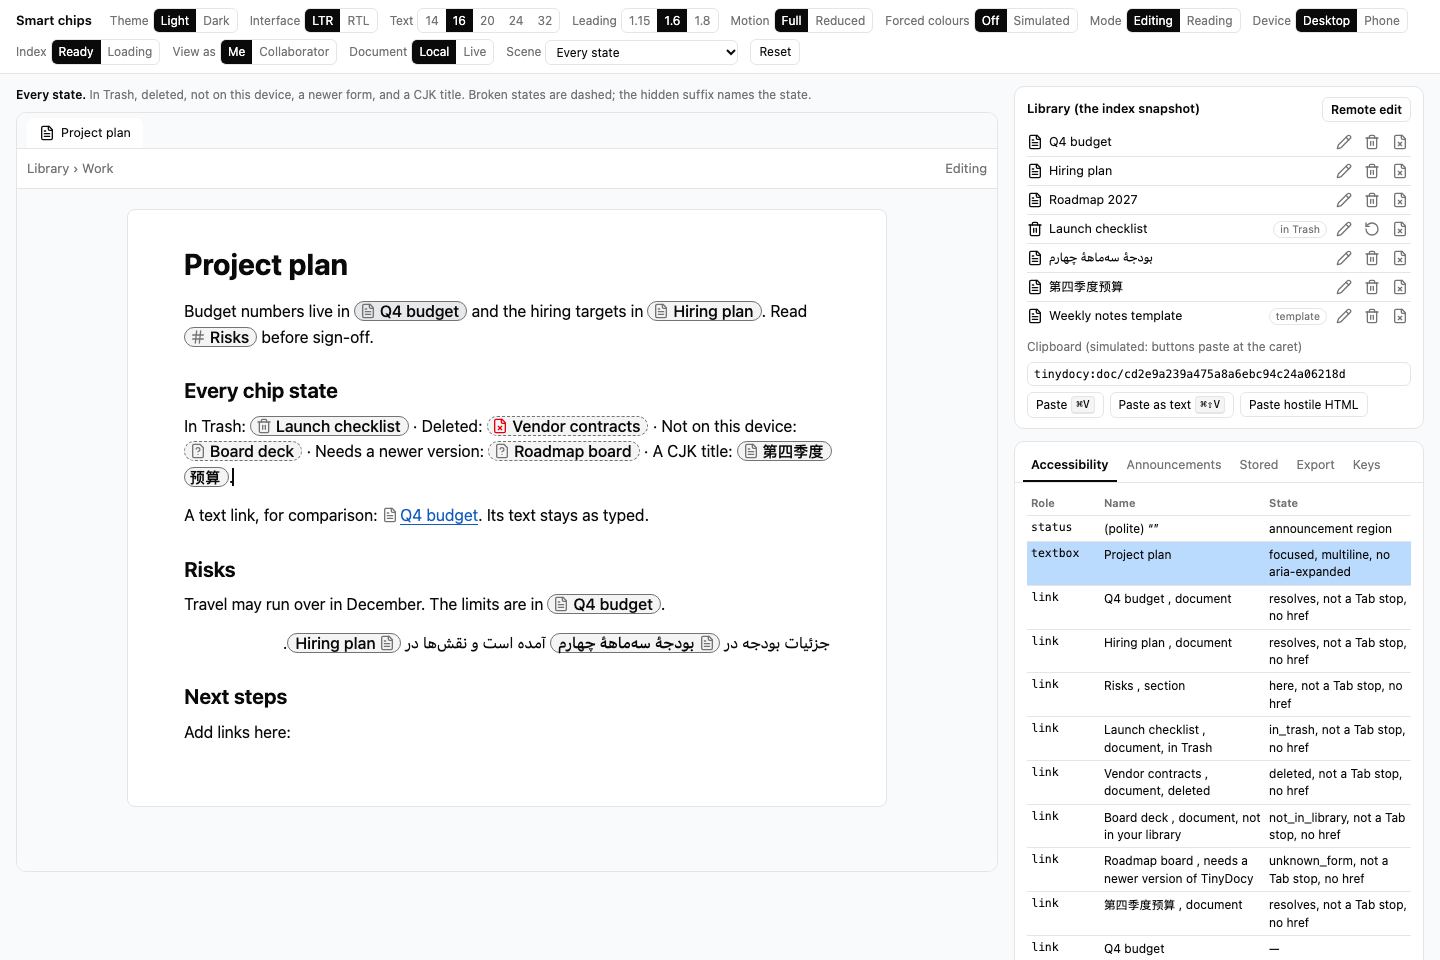 Smart chips Theme Light Dark Interface LTR RTL Text 14 16 20 24 32 Leading 1.15 1.6 1.8 Motion Full Reduced Forced colours Off Simulated Mode Editing Reading Device Desktop Phone
Index Ready Loading View as Me Collaborator Document Local Live Scene Every state Reset
Every state. In Trash, deleted, not on this device, a newer form, and a CJK title. Broken states are dashed; the hidden suffix names the state.
Project plan
Library › Work Editing
Project plan
Budget numbers live in Q4 budget and the hiring targets in Hiring plan. Read
# Risks before sign-off.
Every chip state
In Trash: Launch checklist · Deleted: Vendor contracts · Not on this device:
Board deck · Needs a newer version: Roadmap board · A CJK title: 第四季度
预算.
A text link, for comparison: Q4 budget. Its text stays as typed.
Risks
Travel may run over in December. The limits are in Q4 budget.
جزئیات بودجه در بودجهٔ سه‌ماههٔ چهارم آمده است و نقش‌ها در Hiring plan.
Next steps
Add links here:
Library (the index snapshot) Remote edit
Q4 budget
Hiring plan
Roadmap 2027
Launch checklist in Trash
بودجهٔ سه‌ماههٔ چهارم
第四季度预算
Weekly notes template template
Clipboard (simulated: buttons paste at the caret)
tinydocy:doc/cd2e9a239a475a8a6ebc94c24a06218d
Paste ⌘V Paste as text ⌘⇧V Paste hostile HTML
Accessibility Announcements Stored Export Keys
Role Name State
status (polite) “” announcement region
textbox Project plan focused, multiline, no
aria-expanded
link Q4 budget , document resolves, not a Tab stop,
no href
link Hiring plan , document resolves, not a Tab stop,
no href
link Risks , section here, not a Tab stop, no
href
link Launch checklist , in_trash, not a Tab stop,
document, in Trash no href
link Vendor contracts , deleted, not a Tab stop,
document, deleted no href
link Board deck , document, not not_in_library, not a Tab
in your library stop, no href
link Roadmap board , needs a unknown_form, not a
newer version of TinyDocy Tab stop, no href
link 第四季度预算 , document resolves, not a Tab stop,
no href
link Q4 budget —